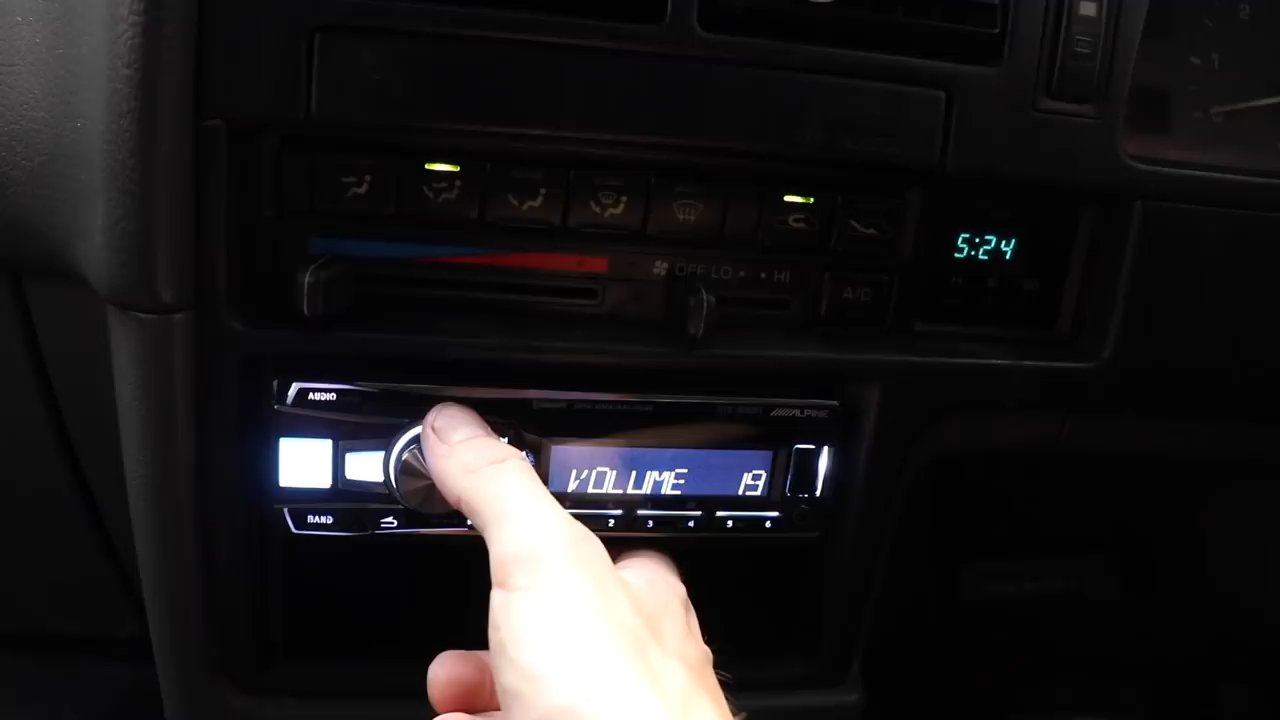 5:24
OFF LO • • HI
A/C
AUDIO
ALPINE
VOLUME 19
BAND
2 3 4 5 6